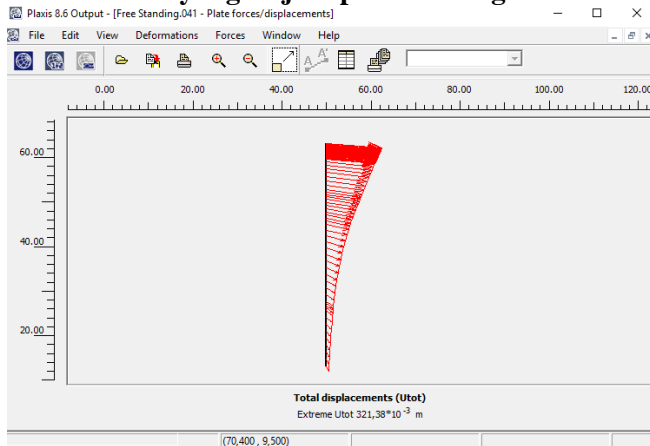 Plaxis 8.6 Output - [Free Standing.041 - Plate forces/displacements]
File Edit View Deformations Forces Window Help
0.00 20.00 40.00 60.00 80.00 100.00 120.00
60.00
40.00
20.00
Total displacements (Utot)
Extreme Utot 321,38*10⁻³ m
(70,400 , 9,500)